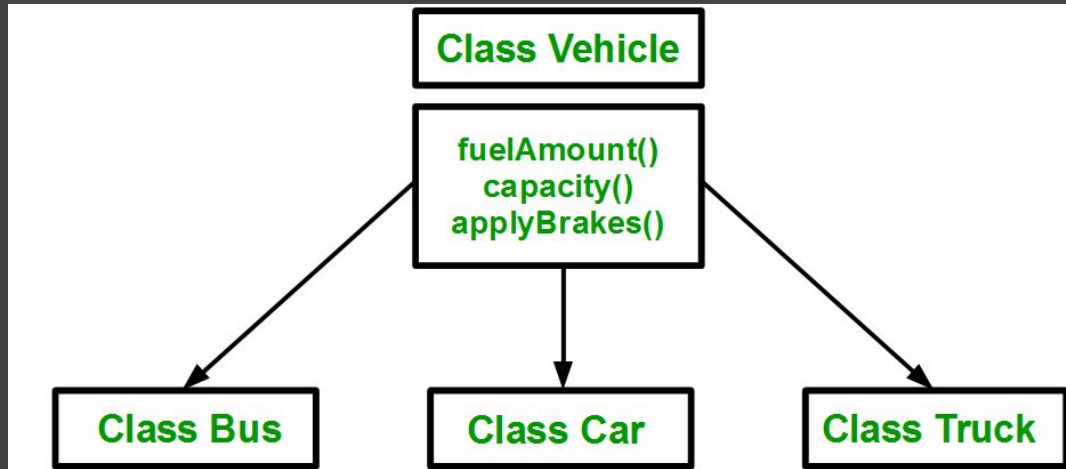 Class Vehicle
fuelAmount()
capacity()
applyBrakes()
Class Bus
Class Car
Class Truck